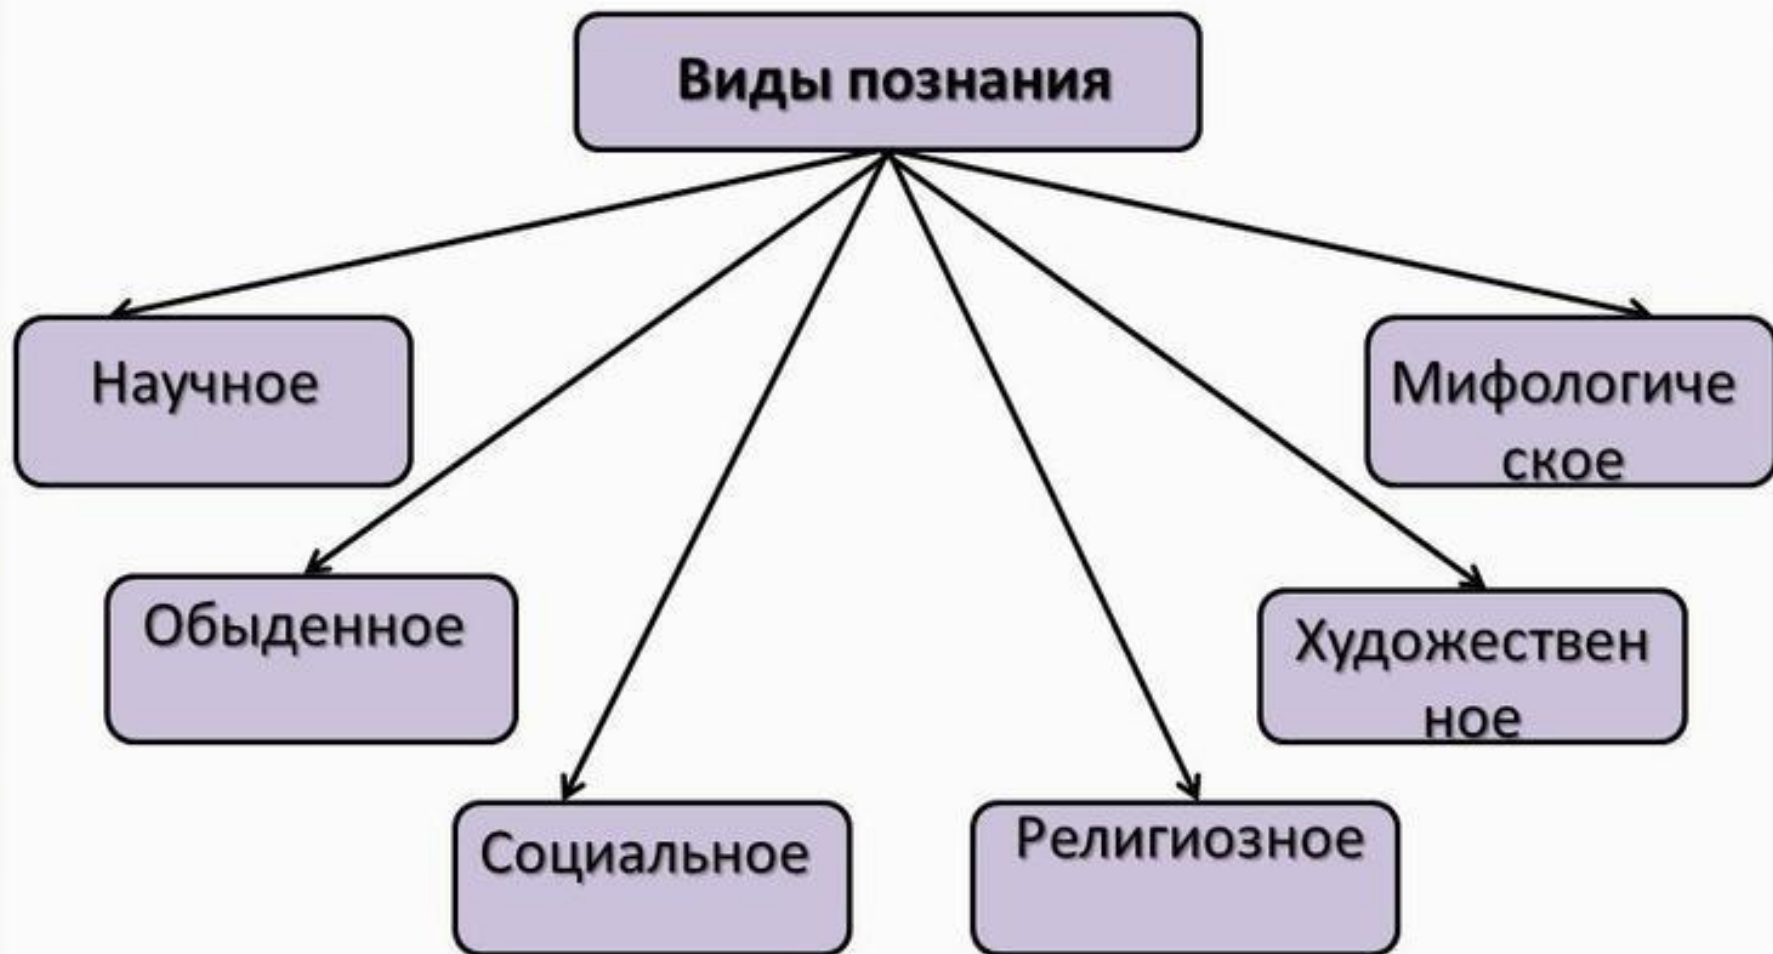 Виды познания
Научное
Мифологиче
ское
Обыденное
Художествен
ное
Социальное
Религиозное